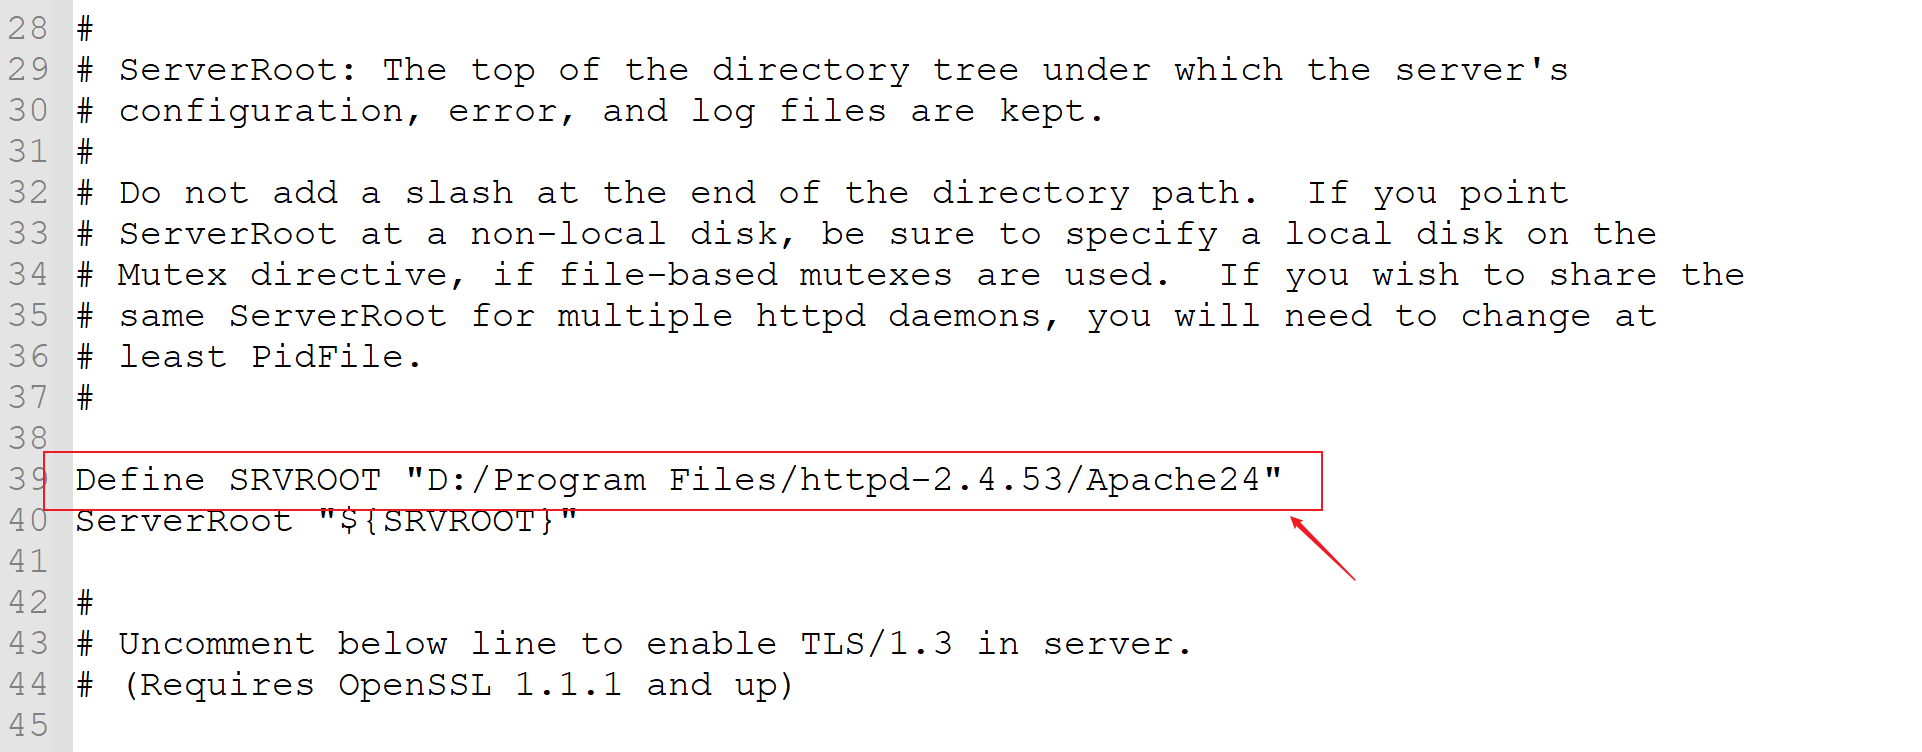 28 #
29 # ServerRoot: The top of the directory tree under which the server's
30 # configuration, error, and log files are kept.
31 #
32 # Do not add a slash at the end of the directory path.  If you point
33 # ServerRoot at a non-local disk, be sure to specify a local disk on the
34 # Mutex directive, if file-based mutexes are used.  If you wish to share the
35 # same ServerRoot for multiple httpd daemons, you will need to change at
36 # least PidFile.
37 #
38
39 Define SRVROOT "D:/Program Files/httpd-2.4.53/Apache24"
40 ServerRoot "${SRVROOT}"
41
42 #
43 # Uncomment below line to enable TLS/1.3 in server.
44 # (Requires OpenSSL 1.1.1 and up)
45